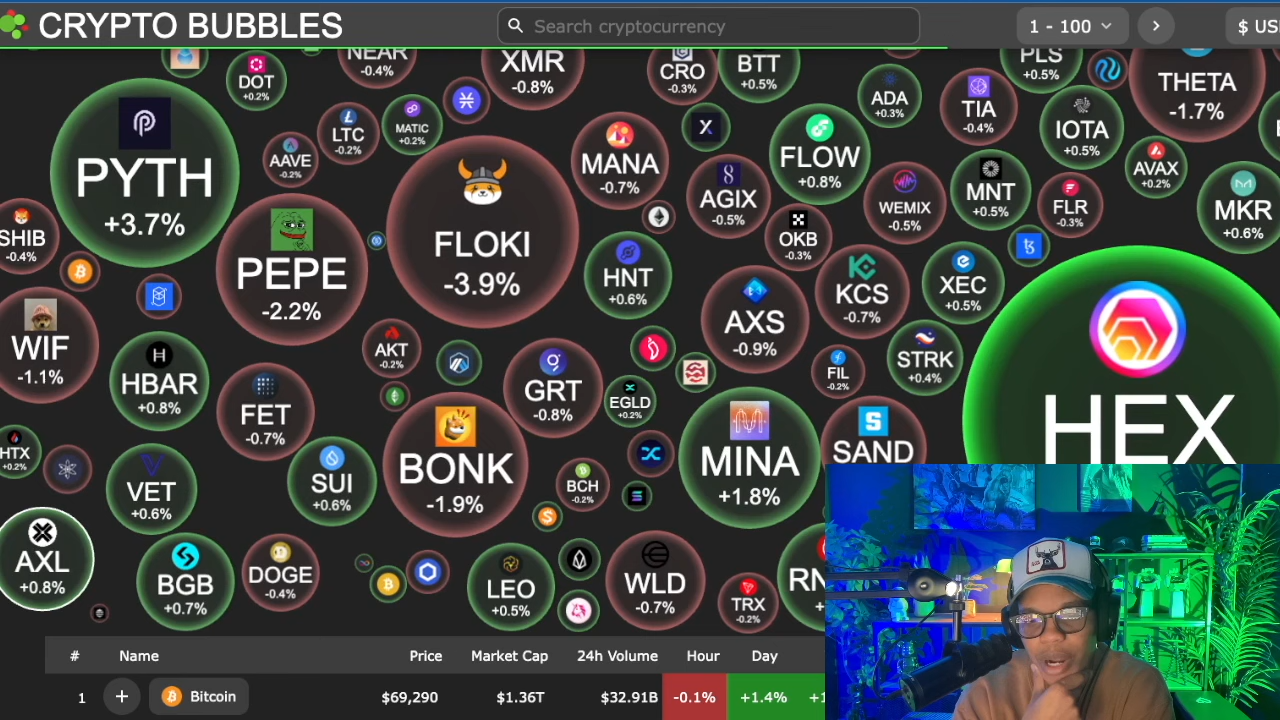 CRYPTO BUBBLES
Search cryptocurrency
1 - 100
$ US
NEAR
-0.4%
XMR
-0.8%
CRO
-0.3%
BTT
+0.5%
PLS
+0.5%
THETA
-1.7%
DOT
+0.2%
ADA
+0.3%
TIA
-0.4%
IOTA
+0.5%
PYTH
+3.7%
AAVE
-0.2%
LTC
-0.2%
MATIC
+0.2%
FLOKI
-3.9%
MANA
-0.7%
AGIX
-0.5%
X
FLOW
+0.8%
WEMIX
-0.5%
MNT
+0.5%
FLR
-0.3%
AVAX
+0.2%
MKR
+0.6%
SHIB
-0.4%
PEPE
-2.2%
HNT
+0.6%
OKB
-0.3%
KCS
-0.7%
XEC
+0.5%
WIF
-1.1%
HBAR
+0.8%
AKT
-0.2%
AXS
-0.9%
FIL
-0.2%
STRK
+0.4%
HEX
FET
-0.7%
GRT
-0.8%
EGLD
+0.2%
HTX
+0.2%
VET
+0.6%
SUI
+0.6%
BONK
-1.9%
BCH
-0.2%
MINA
+1.8%
SAND
AXL
+0.8%
BGB
+0.7%
DOGE
-0.4%
LEO
+0.5%
WLD
-0.7%
TRX
-0.2%
RN
+
# Name Price Market Cap 24h Volume Hour Day
1 + Bitcoin $69,290 $1.36T $32.91B -0.1% +1.4% +1